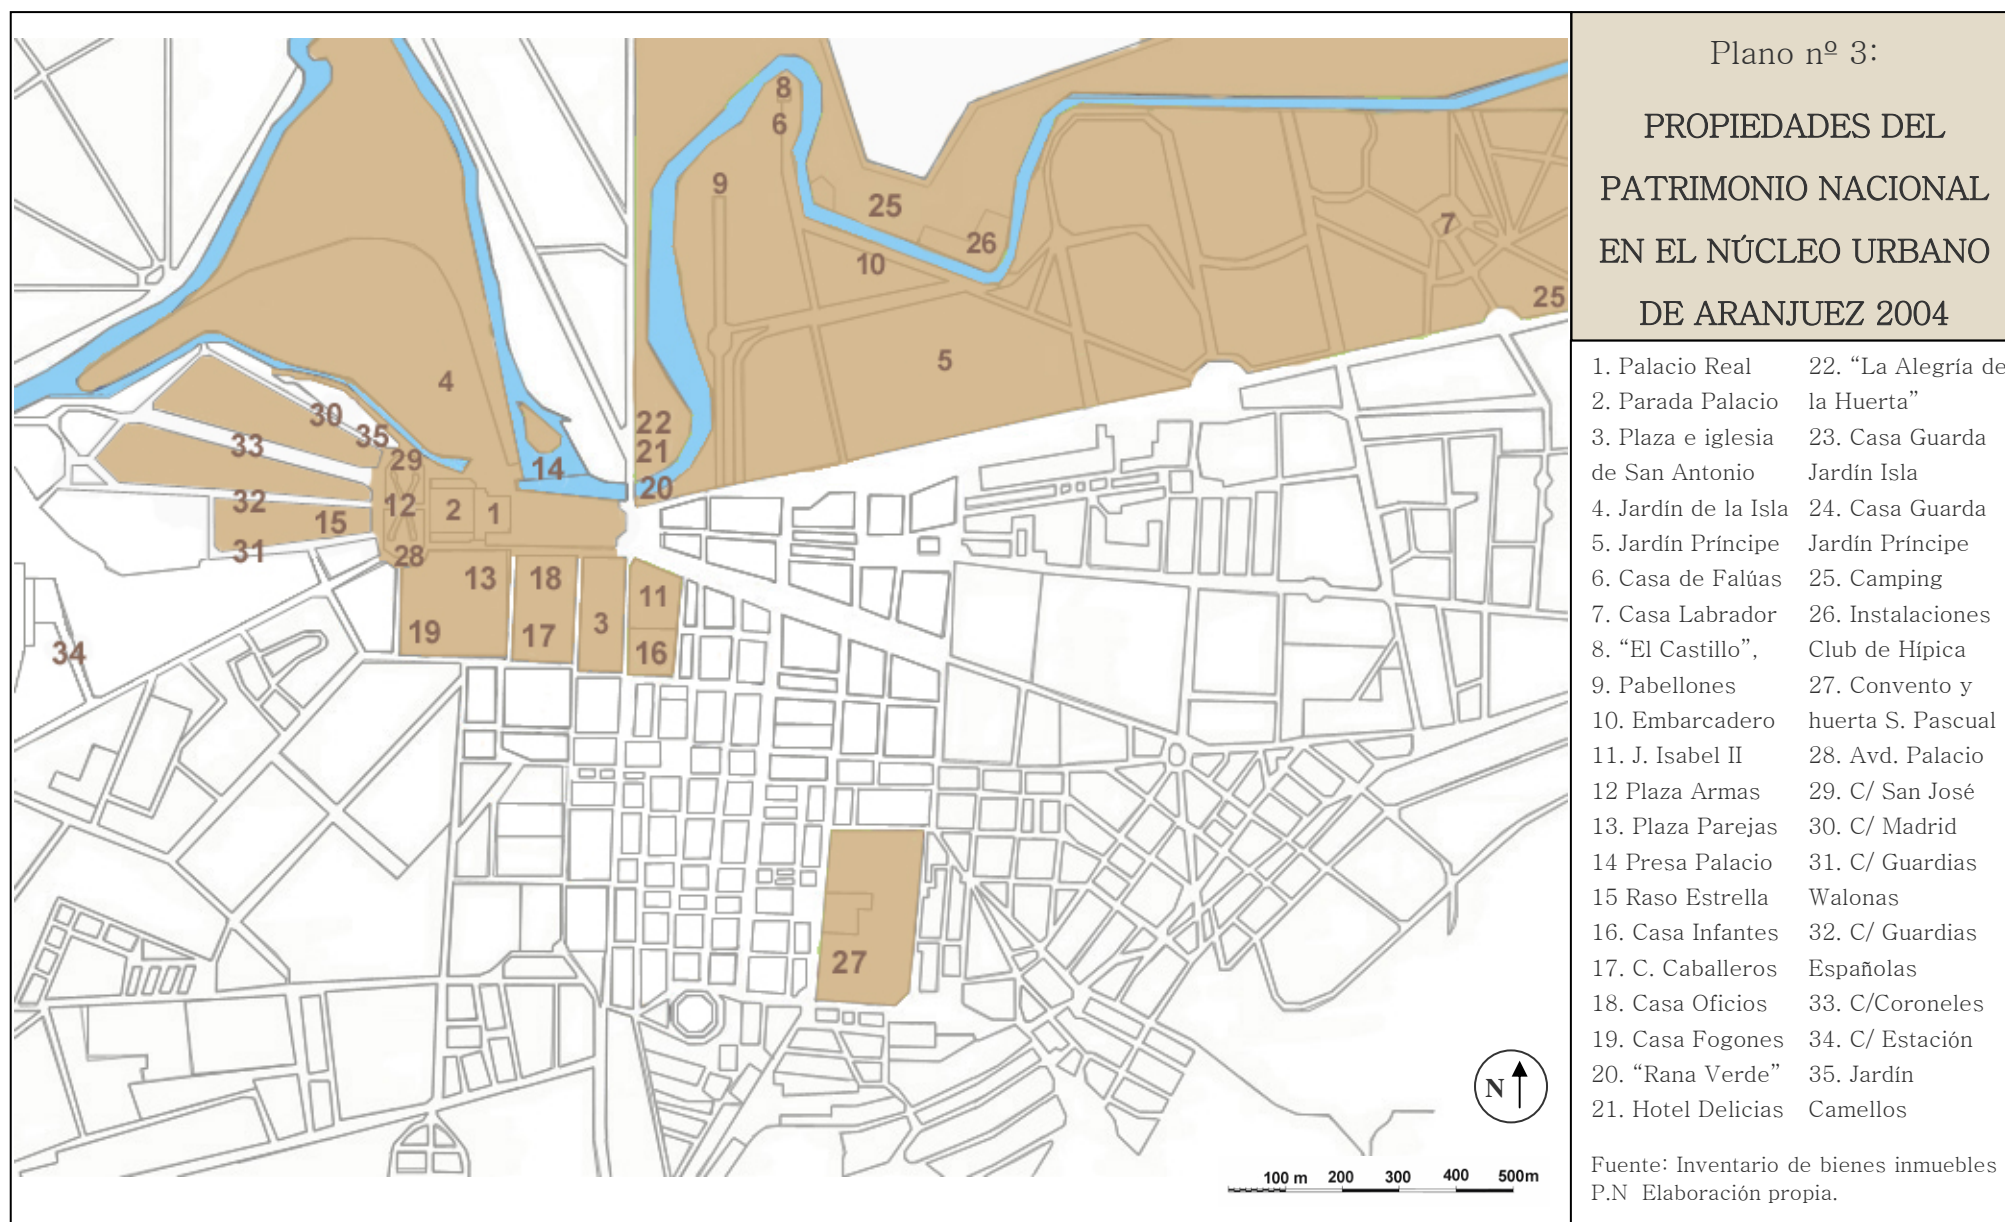 Plano nº 3:
PROPIEDADES DEL
PATRIMONIO NACIONAL
EN EL NÚCLEO URBANO
DE ARANJUEZ 2004
1. Palacio Real
2. Parada Palacio
3. Plaza e iglesia
de San Antonio
4. Jardín de la Isla
5. Jardín Príncipe
6. Casa de Falúas
7. Casa Labrador
8. “El Castillo”,
9. Pabellones
10. Embarcadero
11. J. Isabel II
12 Plaza Armas
13. Plaza Parejas
14 Presa Palacio
15 Raso Estrella
16. Casa Infantes
17. C. Caballeros
18. Casa Oficios
19. Casa Fogones
20. “Rana Verde”
21. Hotel Delicias
22. “La Alegría de
la Huerta”
23. Casa Guarda
Jardín Isla
24. Casa Guarda
Jardín Príncipe
25. Camping
26. Instalaciones
Club de Hípica
27. Convento y
huerta S. Pascual
28. Avd. Palacio
29. C/ San José
30. C/ Madrid
31. C/ Guardias
Walonas
32. C/ Guardias
Españolas
33. C/Coroneles
34. C/ Estación
35. Jardín
Camellos
Fuente: Inventario de bienes inmuebles
P.N Elaboración propia.
8
6
9
25
26
10
7
25
5
4
30
35
33
29
22
21
14
20
32
12
2
1
15
31
28
13
18
11
19
17
3
16
34
27
N
100 m 200 300 400 500m